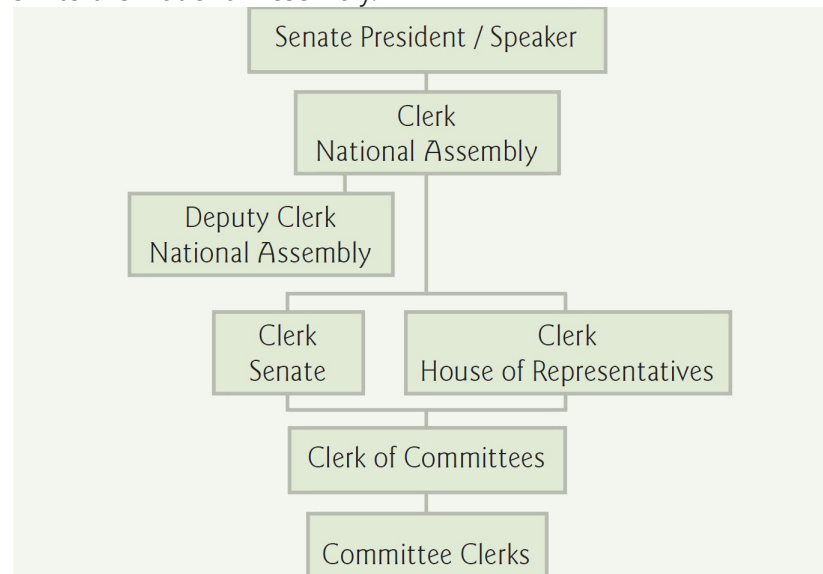 Senate President / Speaker
Clerk
National Assembly
Deputy Clerk
National Assembly
Clerk
Senate
Clerk
House of Representatives
Clerk of Committees
Committee Clerks